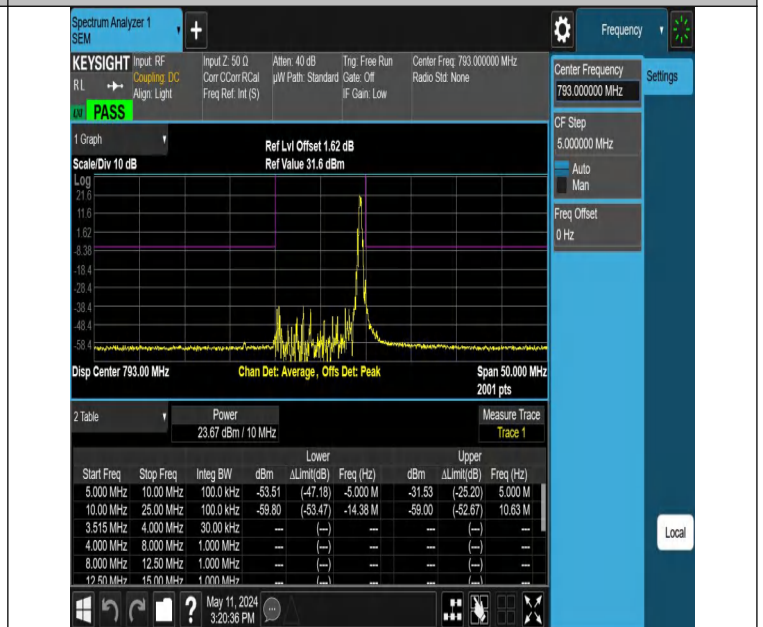 Spectrum Analyzer 1
SEM
Frequency
KEYSIGHT
RL
Input: RF
Coupling: DC
Align: Light
Input Z: 50 Ω
Corr CCorr RCal
Freq Ref: Int (S)
Atten: 40 dB
µW Path: Standard
Trig: Free Run
Gate: Off
IF Gain: Low
Center Freq: 793.000000 MHz
Radio Std: None
PASS
Center Frequency
793.000000 MHz
Settings
CF Step
5.000000 MHz
Auto
Man
Freq Offset
0 Hz
1 Graph
Scale/Div 10 dB
Ref Lvl Offset 1.62 dB
Ref Value 31.6 dBm
Log
21.6
11.6
1.62
-8.38
-18.4
-28.4
-38.4
-48.4
-58.4
Disp Center 793.00 MHz
Chan Det: Average, Offs Det: Peak
Span 50.000 MHz
2001 pts
2 Table
Power
23.67 dBm / 10 MHz
Measure Trace
Trace 1
Lower Upper
Start Freq Stop Freq Integ BW dBm ΔLimit(dB) Freq (Hz) dBm ΔLimit(dB) Freq (Hz)
5.000 MHz 10.00 MHz 100.0 kHz -53.51 (-47.18) -5.000 M -31.53 (-25.20) 5.000 M
10.00 MHz 25.00 MHz 100.0 kHz -59.80 (-53.47) -14.38 M -59.00 (-52.67) 10.63 M
3.515 MHz 4.000 MHz 30.00 kHz --- (---) --- --- (---) ---
4.000 MHz 8.000 MHz 1.000 MHz --- (---) --- --- (---) ---
8.000 MHz 12.50 MHz 1.000 MHz --- (---) --- --- (---) ---
12.50 MHz 15.00 MHz 1.000 MHz --- (---) --- --- (---) ---
Local
May 11, 2024
3:20:36 PM